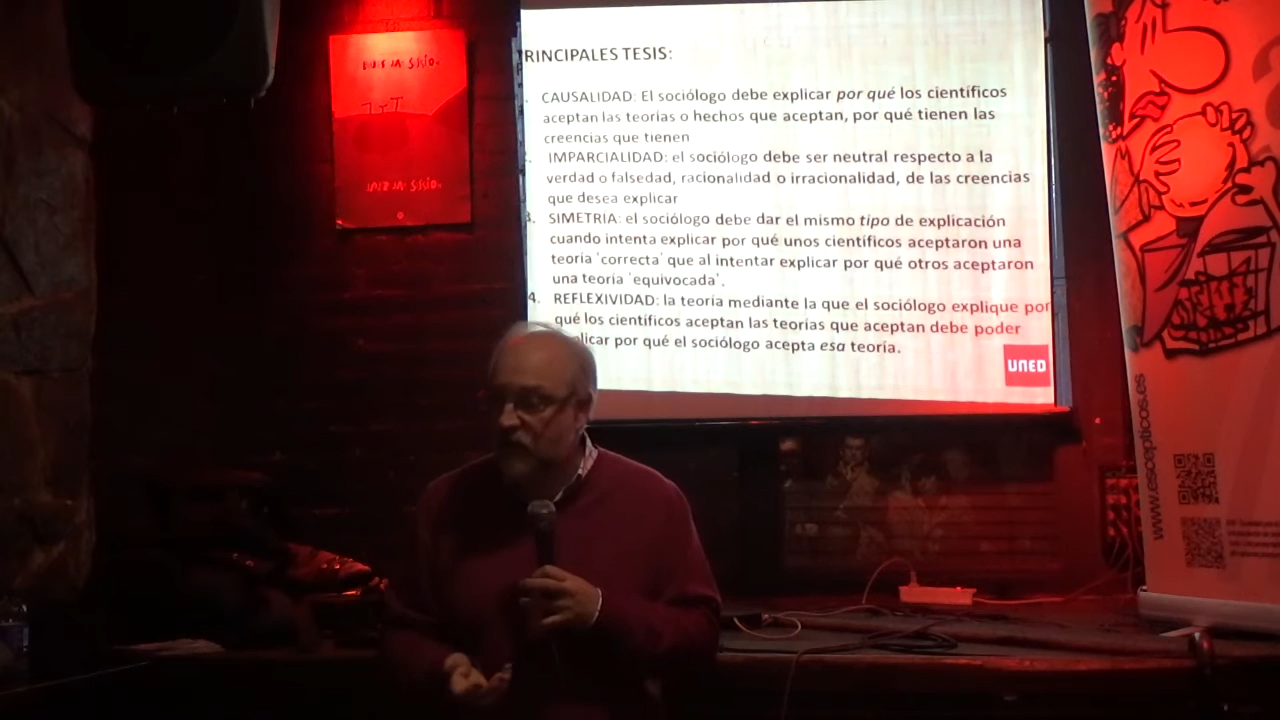 RINCIPALES TESIS:
CAUSALIDAD: El sociólogo debe explicar por qué los científicos
aceptan las teorías o hechos que aceptan, por qué tienen las
creencias que tienen
IMPARCIALIDAD: el sociólogo debe ser neutral respecto a la
verdad o falsedad, racionalidad o irracionalidad, de las creencias
que desea explicar
3. SIMETRIA: el sociólogo debe dar el mismo tipo de explicación
cuando intenta explicar por qué unos científicos aceptaron una
teoría 'correcta' que al intentar explicar por qué otros aceptaron
una teoría 'equivocada'.
4. REFLEXIVIDAD: la teoría mediante la que el sociólogo explique por
qué los científicos aceptan las teorías que aceptan debe poder
plicar por qué el sociólogo acepta esa teoría.
UNED
www.escepticos.es